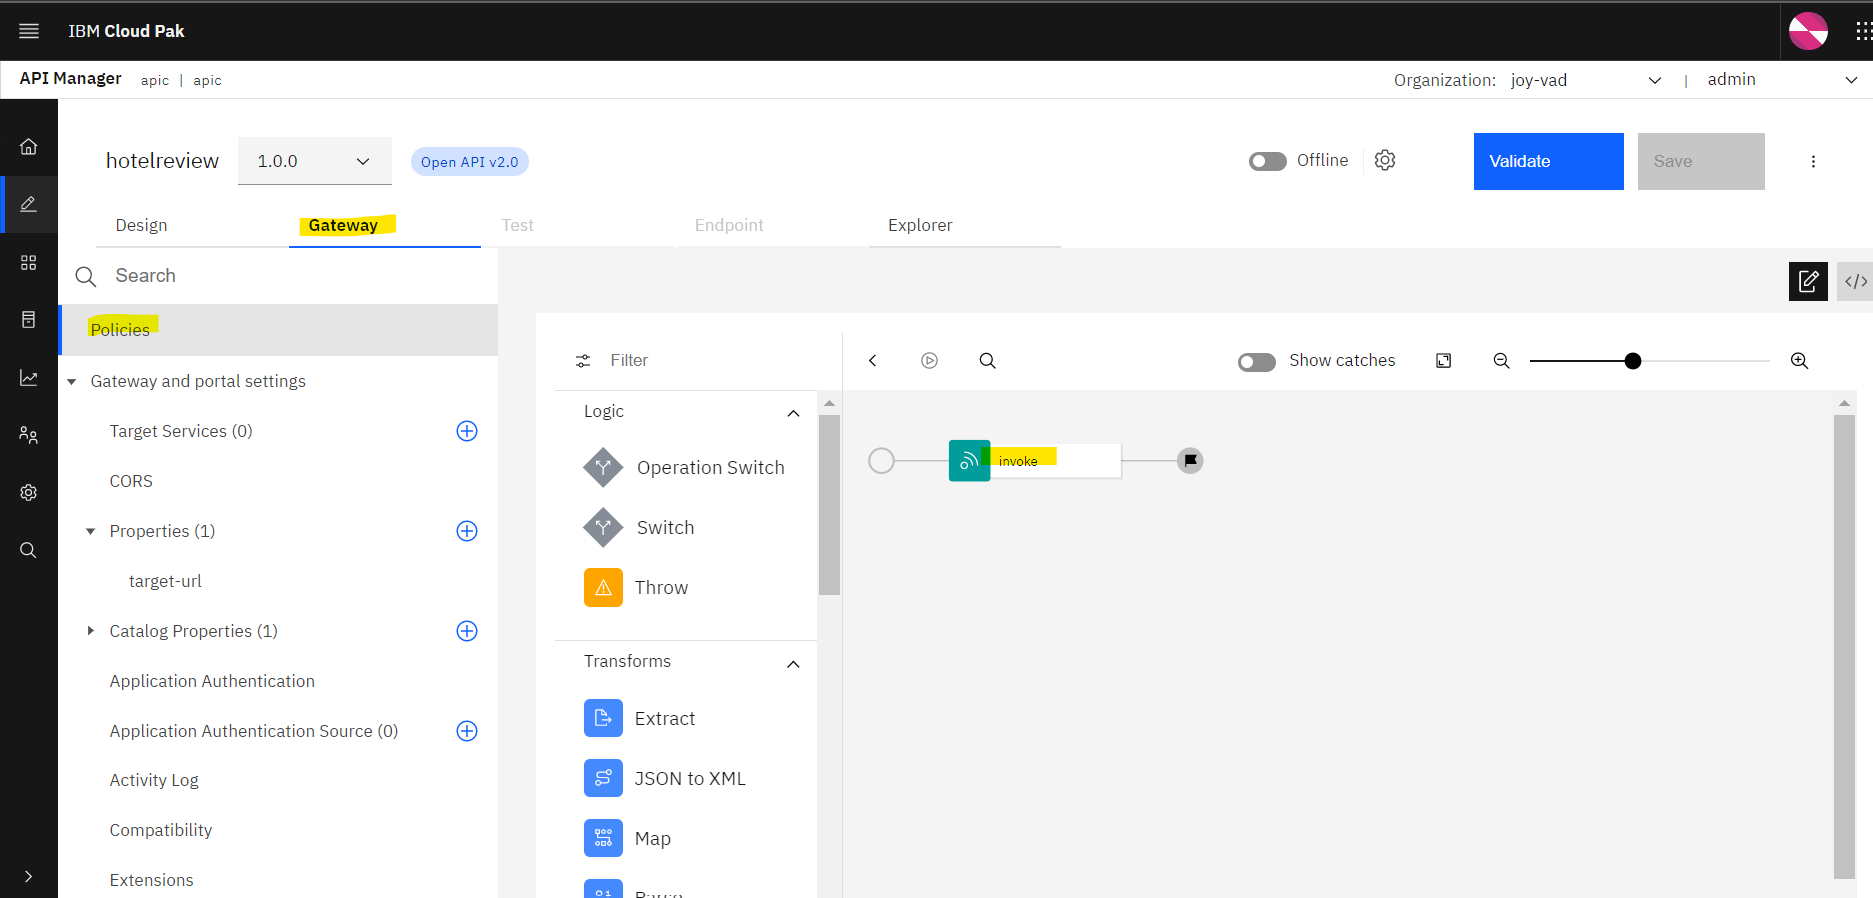 IBM Cloud Pak
API Manager apic | apic Organization: joy-vad | admin
hotelreview 1.0.0 Open API v2.0 Offline Validate Save
Design Gateway Test Endpoint Explorer
Search
Policies
Gateway and portal settings
Target Services (0)
CORS
Properties (1)
target-url
Catalog Properties (1)
Application Authentication
Application Authentication Source (0)
Activity Log
Compatibility
Extensions
Filter
Logic
Operation Switch
Switch
Throw
Transforms
Extract
JSON to XML
Map
Show catches
invoke